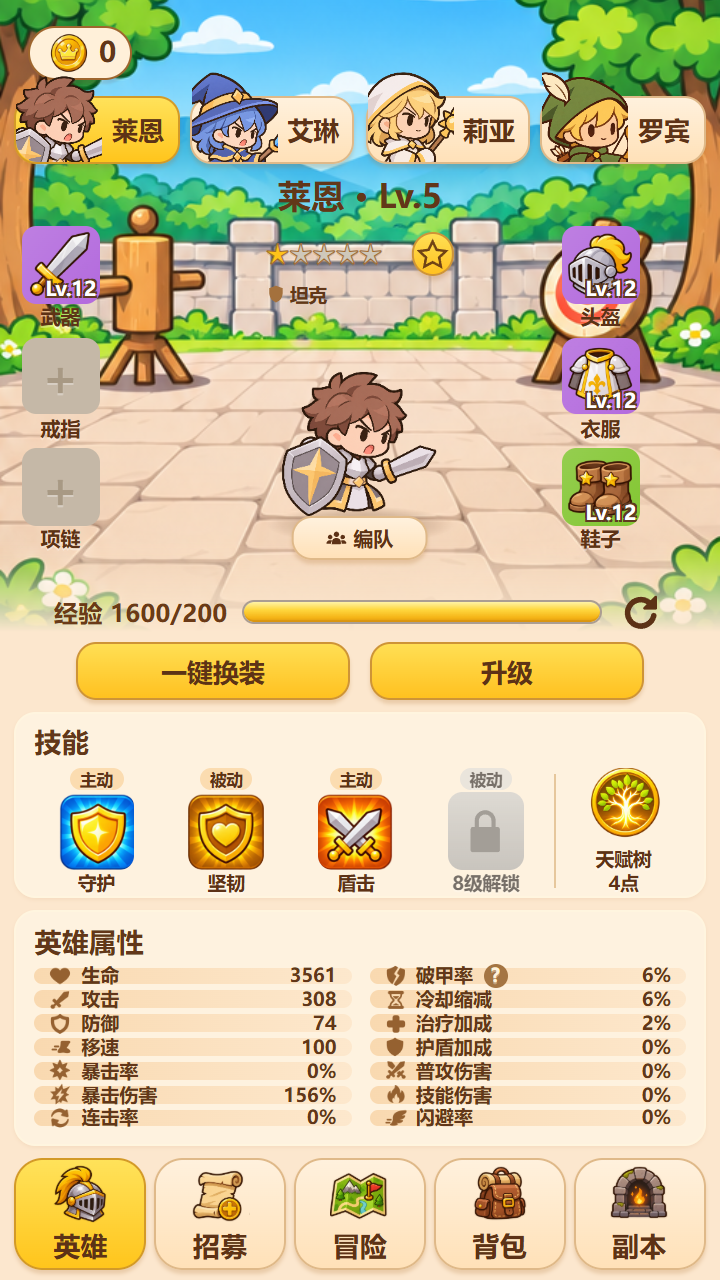 0
莱恩 艾琳 莉亚 罗宾
莱恩·Lv.5
坦克
Lv.12
武器
Lv.12
头盔
戒指
Lv.12
衣服
项链
Lv.12
鞋子
编队
经验 1600/200
一键换装 升级
技能
主动 被动 主动 被动
守护 坚韧 盾击 8级解锁
天赋树
4点
英雄属性
生命 3561 破甲率 ? 6%
攻击 308 冷却缩减 6%
防御 74 治疗加成 2%
移速 100 护盾加成 0%
暴击率 0% 普攻伤害 0%
暴击伤害 156% 技能伤害 0%
连击率 0% 闪避率 0%
英雄 招募 冒险 背包 副本